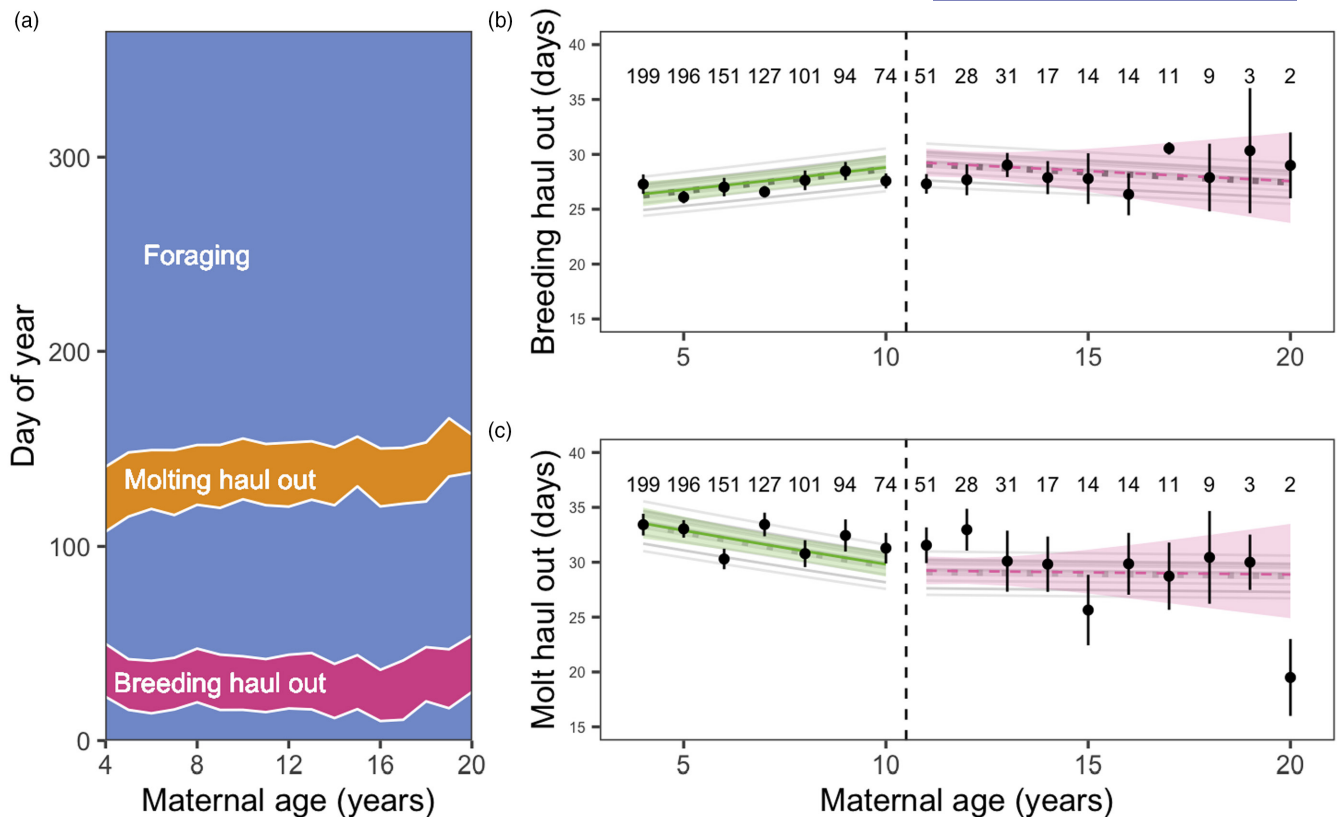 (a)
Day of year
300
200
100
0
Foraging
Molting haul out
Breeding haul out
4 8 12 16 20
Maternal age (years)
(b)
Breeding haul out (days)
40
35
30
25
20
15
199 196 151 127 101 94 74 51 28 31 17 14 14 11 9 3 2
5 10 15 20
(c)
Molt haul out (days)
40
35
30
25
20
15
199 196 151 127 101 94 74 51 28 31 17 14 14 11 9 3 2
5 10 15 20
Maternal age (years)